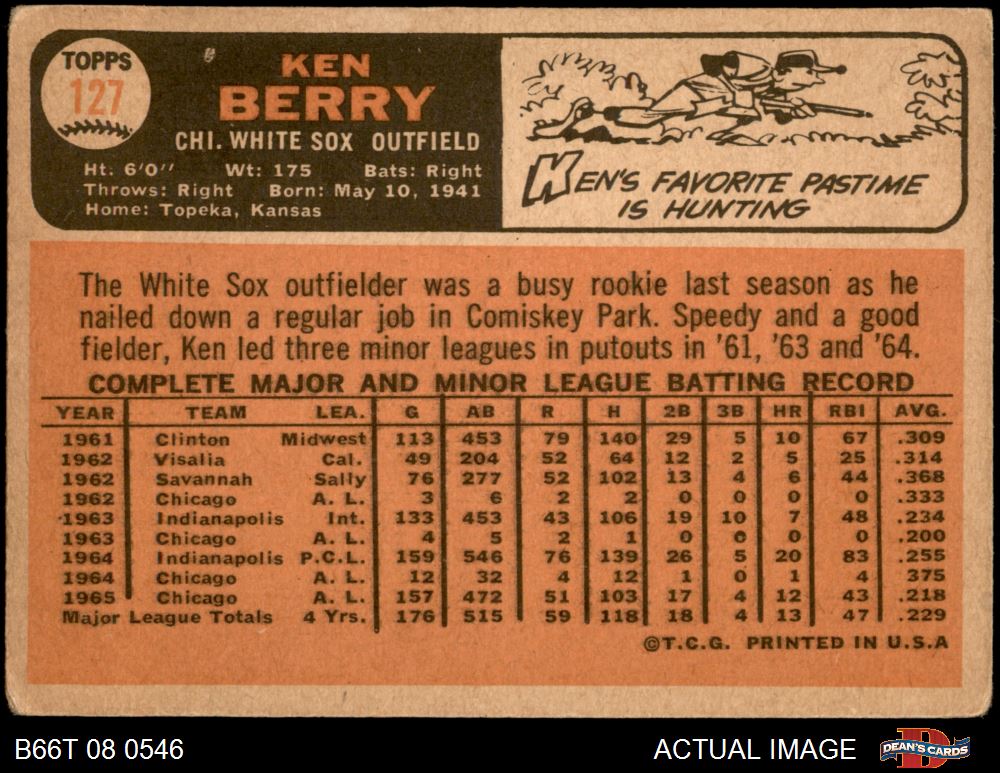 TOPPS
127
KEN
BERRY
CHI. WHITE SOX OUTFIELD
Ht: 6'0" Wt: 175 Bats: Right
Throws: Right Born: May 10, 1941
Home: Topeka, Kansas
KEN'S FAVORITE PASTIME
IS HUNTING
The White Sox outfielder was a busy rookie last season as he
nailed down a regular job in Comiskey Park. Speedy and a good
fielder, Ken led three minor leagues in putouts in '61, '63 and '64.
COMPLETE MAJOR AND MINOR LEAGUE BATTING RECORD
YEAR TEAM LEA. G AB R H 2B 3B HR RBI AVG.
1961 Clinton Midwest 113 453 79 140 29 5 10 67 .309
1962 Visalia Cal. 49 204 52 64 12 2 5 25 .314
1962 Savannah Sally 76 277 52 102 13 4 6 44 .368
1962 Chicago A. L. 3 6 2 2 0 0 0 0 .333
1963 Indianapolis Int. 133 453 43 106 19 10 7 48 .234
1963 Chicago A. L. 4 5 2 1 0 0 0 0 .200
1964 Indianapolis P.C.L. 159 546 76 139 26 5 20 83 .255
1964 Chicago A. L. 12 32 4 12 1 0 1 4 375
1965 Chicago A. L. 157 472 51 103 17 4 12 43 .218
Major League Totals 4 Yrs. 176 515 59 118 18 4 13 47 .229
©T.C.G. PRINTED IN U.S.A
B66T 08 0546 ACTUAL IMAGE DEAN'S CARDS